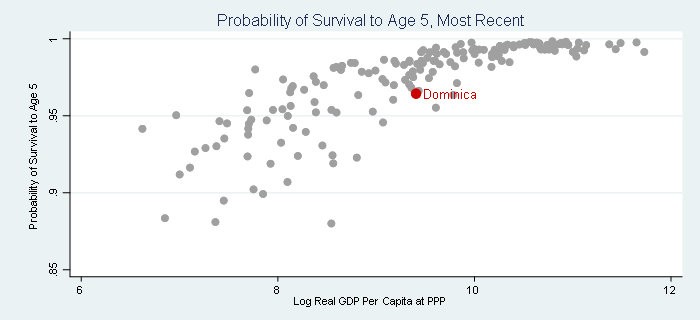 Probability of Survival to Age 5, Most Recent
Probability of Survival to Age 5
1
.95
.9
.85
Dominica
6
8
10
12
Log Real GDP Per Capita at PPP